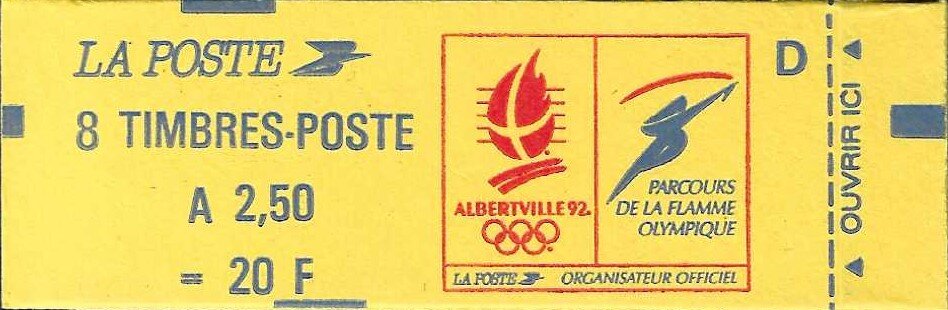 LA POSTE
8 TIMBRES-POSTE
A 2,50
= 20 F
ALBERTVILLE 92.
PARCOURS
DE LA FLAMME
OLYMPIQUE
LA POSTE ORGANISATEUR OFFICIEL
D
OUVRIR ICI